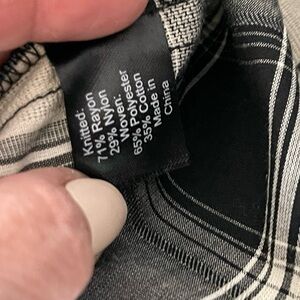 Knitted:
71% Rayon
29% Nylon
Woven:
65% Polyester
35% Cotton
Made in
China